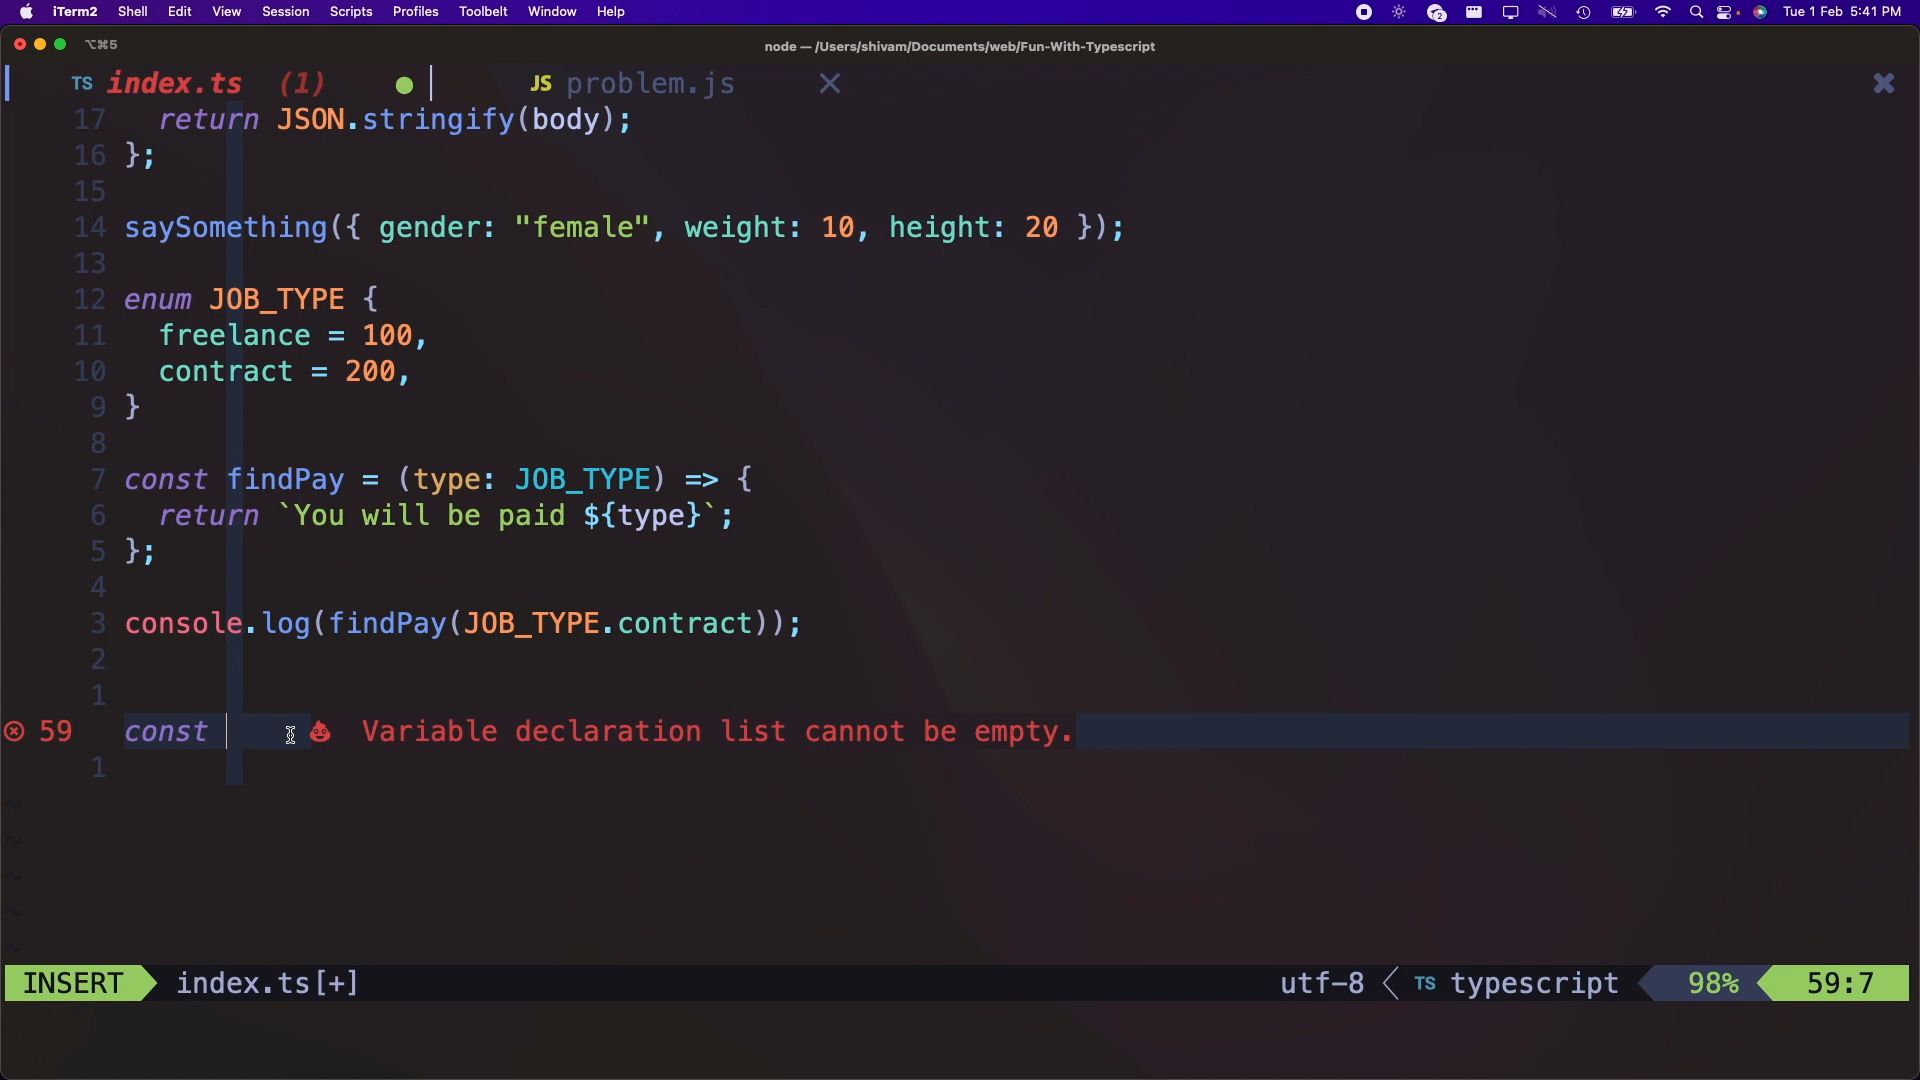 iTerm2 Shell Edit View Session Scripts Profiles Toolbelt Window Help 2 Tue 1 Feb 5:41 PM
⌥⌘5 node — /Users/shivam/Documents/web/Fun-With-Typescript
TS index.ts (1) ● JS problem.js ✕ ✖
17   return JSON.stringify(body);
16 };
15
14 saySomething({ gender: "female", weight: 10, height: 20 });
13
12 enum JOB_TYPE {
11   freelance = 100,
10   contract = 200,
9 }
8
7 const findPay = (type: JOB_TYPE) => {
6   return `You will be paid ${type}`;
5 };
4
3 console.log(findPay(JOB_TYPE.contract));
2
1
59 const 💩 Variable declaration list cannot be empty.
1
~
~
~
~
~
INSERT index.ts[+] utf-8 TS typescript 98% 59:7